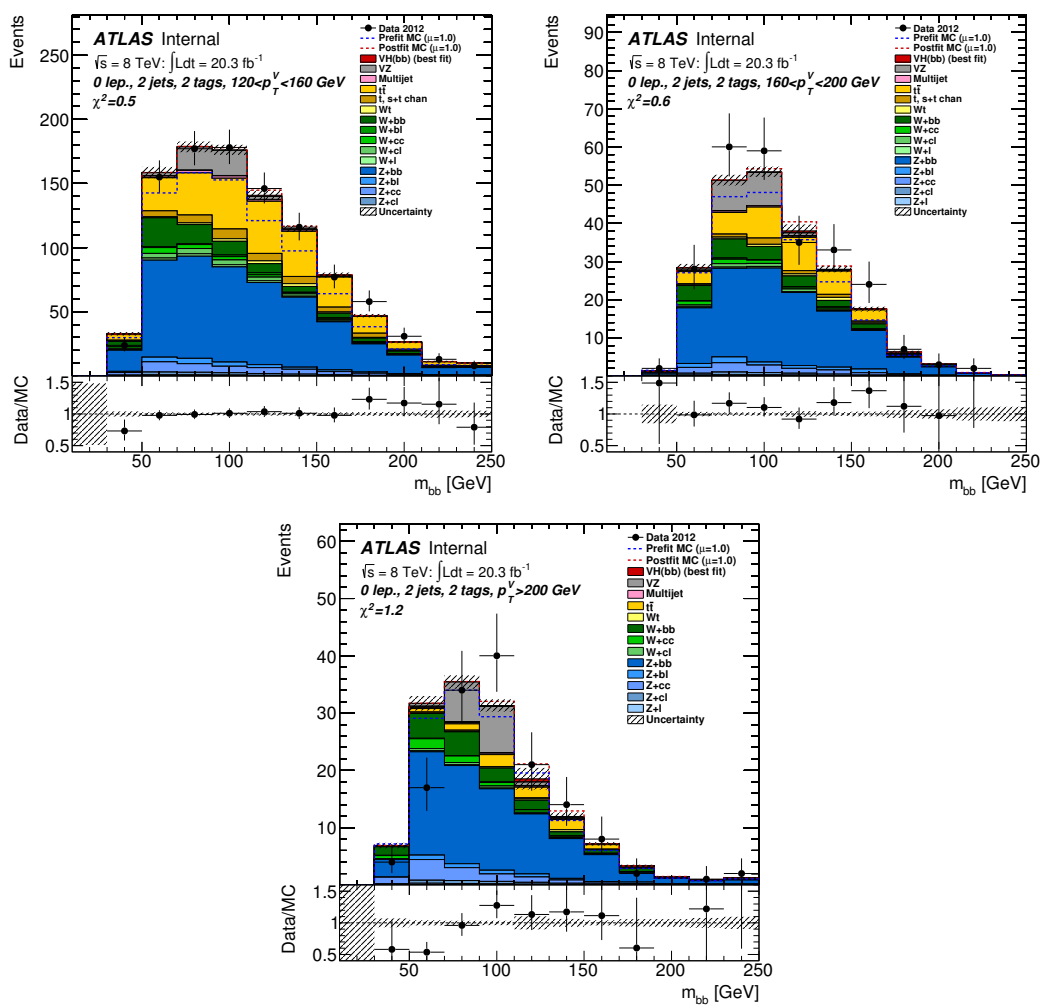 Events
ATLAS Internal
√s = 8 TeV: ∫Ldt = 20.3 fb⁻¹
0 lep., 2 jets, 2 tags, 120<p_T^V<160 GeV
χ²=0.5
Data 2012
Prefit MC (μ=1.0)
Postfit MC (μ=1.0)
VH(bb) (best fit)
VZ
Multijet
tt̄
t, s+t chan
Wt
W+bb
W+bl
W+cc
W+cl
W+l
Z+bb
Z+bl
Z+cc
Z+cl
Uncertainty
250
200
150
100
50
Data/MC
1.5
1
0.5
50 100 150 200 250
m_bb [GeV]
Events
ATLAS Internal
√s = 8 TeV: ∫Ldt = 20.3 fb⁻¹
0 lep., 2 jets, 2 tags, 160<p_T^V<200 GeV
χ²=0.6
Data 2012
Prefit MC (μ=1.0)
Postfit MC (μ=1.0)
VH(bb) (best fit)
VZ
Multijet
tt̄
t, s+t chan
Wt
W+bb
W+bl
W+cc
W+cl
W+l
Z+bb
Z+bl
Z+cc
Z+cl
Z+l
Uncertainty
90
80
70
60
50
40
30
20
10
Data/MC
1.5
1
0.5
50 100 150 200 250
m_bb [GeV]
Events
ATLAS Internal
√s = 8 TeV: ∫Ldt = 20.3 fb⁻¹
0 lep., 2 jets, 2 tags, p_T^V>200 GeV
χ²=1.2
Data 2012
Prefit MC (μ=1.0)
Postfit MC (μ=1.0)
VH(bb) (best fit)
VZ
Multijet
tt̄
Wt
W+bb
W+cc
W+cl
Z+bb
Z+bl
Z+cc
Z+cl
Z+l
Uncertainty
60
50
40
30
20
10
Data/MC
1.5
1
0.5
50 100 150 200 250
m_bb [GeV]